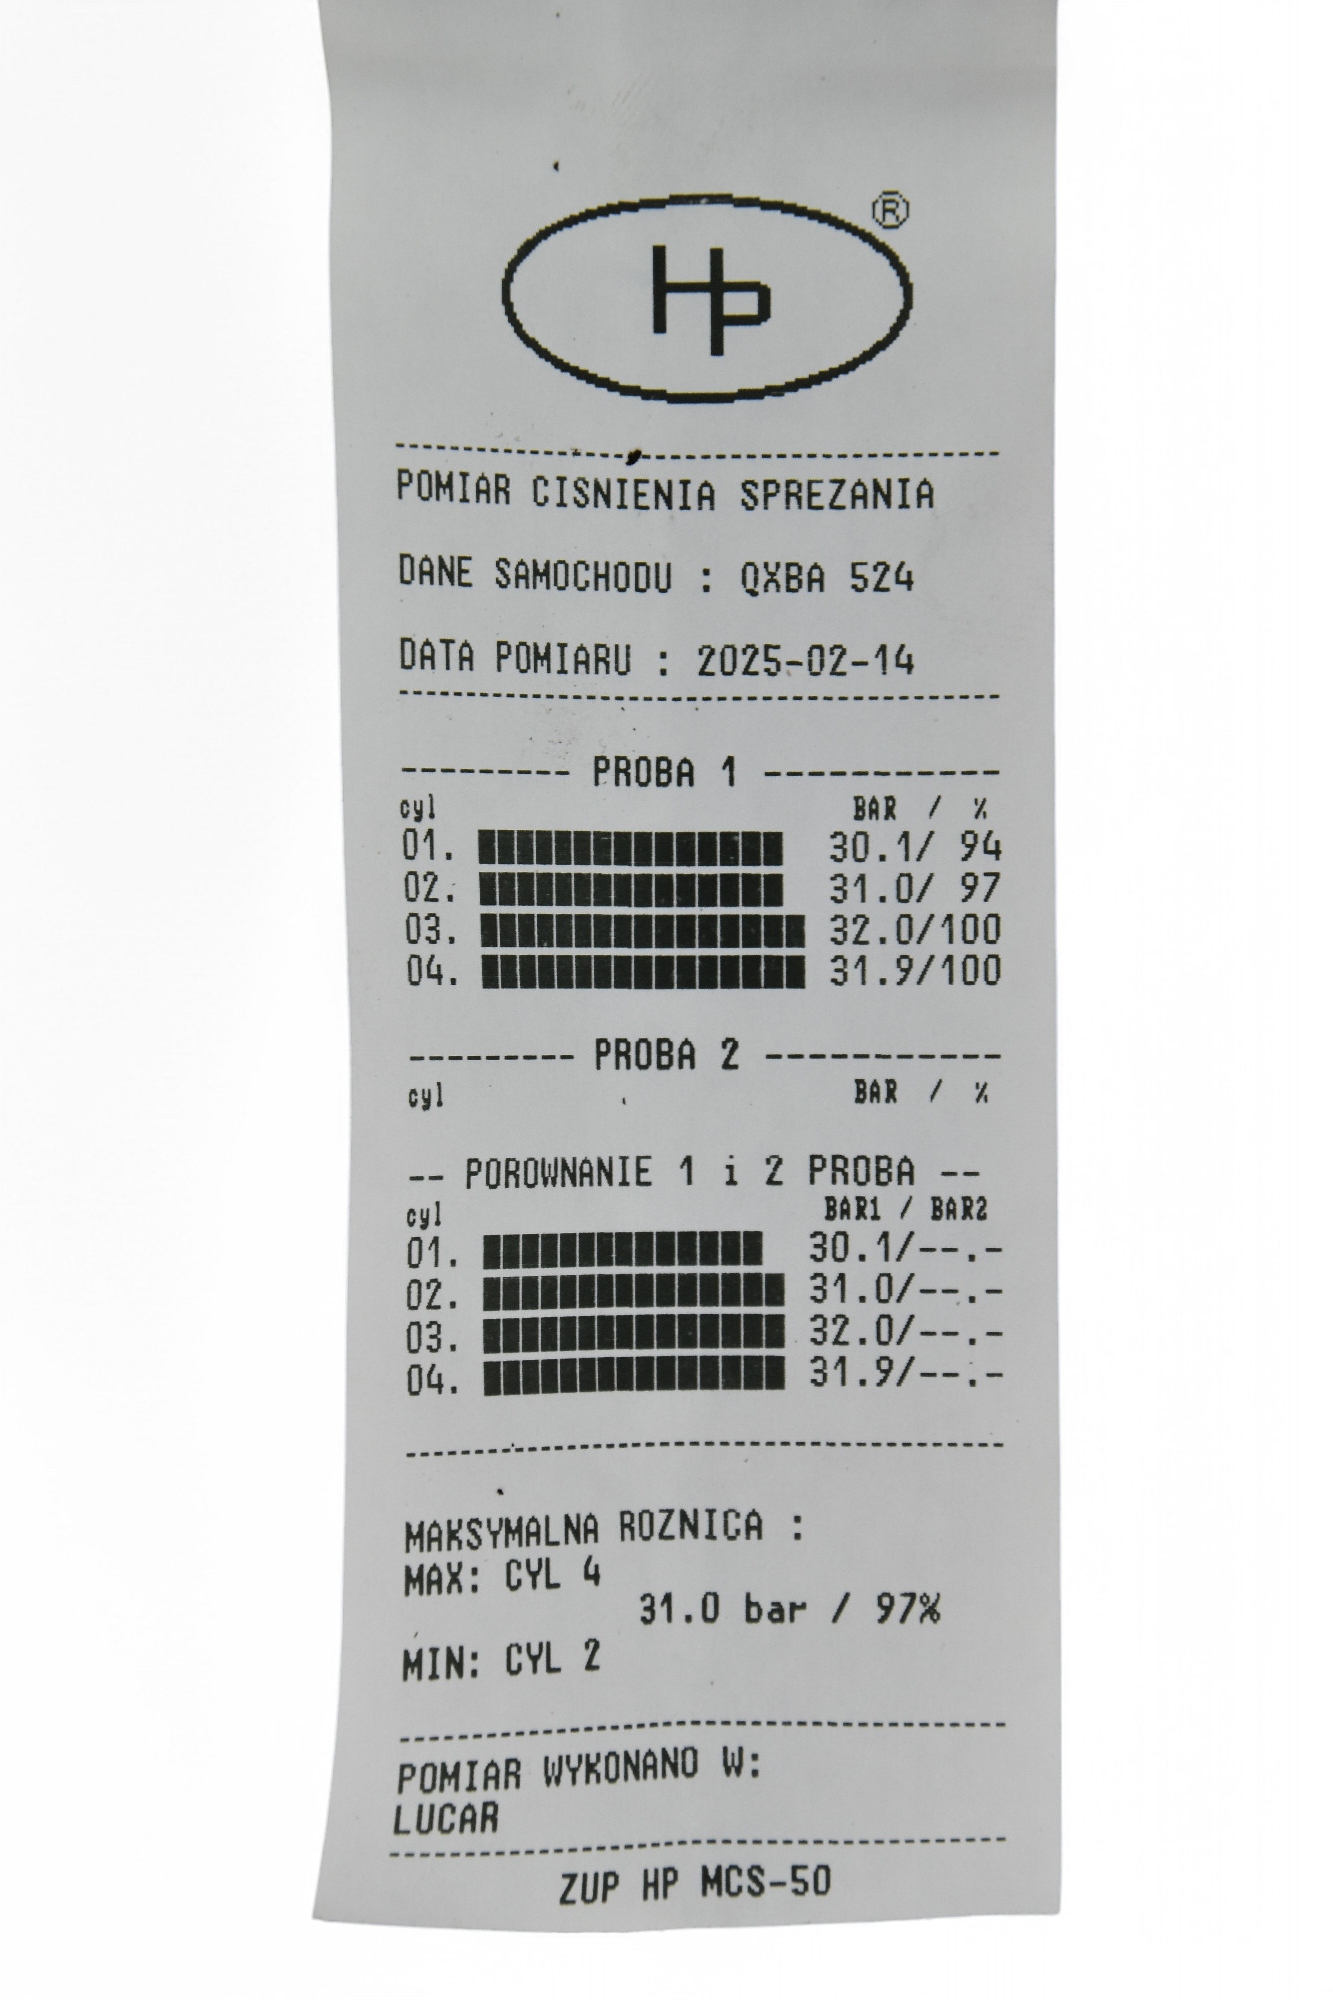 HP ®
POMIAR CISNIENIA SPREZANIA
DANE SAMOCHODU : QXBA 524
DATA POMIARU : 2025-02-14
--------- PROBA 1 -----------
cyl BAR / %
01. 30.1/ 94
02. 31.0/ 97
03. 32.0/100
04. 31.9/100
--------- PROBA 2 -----------
cyl BAR / %
-- POROWNANIE 1 i 2 PROBA --
cyl BAR1 / BAR2
01. 30.1/--.-
02. 31.0/--.-
03. 32.0/--.-
04. 31.9/--.-
MAKSYMALNA ROZNICA :
MAX: CYL 4
31.0 bar / 97%
MIN: CYL 2
POMIAR WYKONANO W:
LUCAR
ZUP HP MCS-50